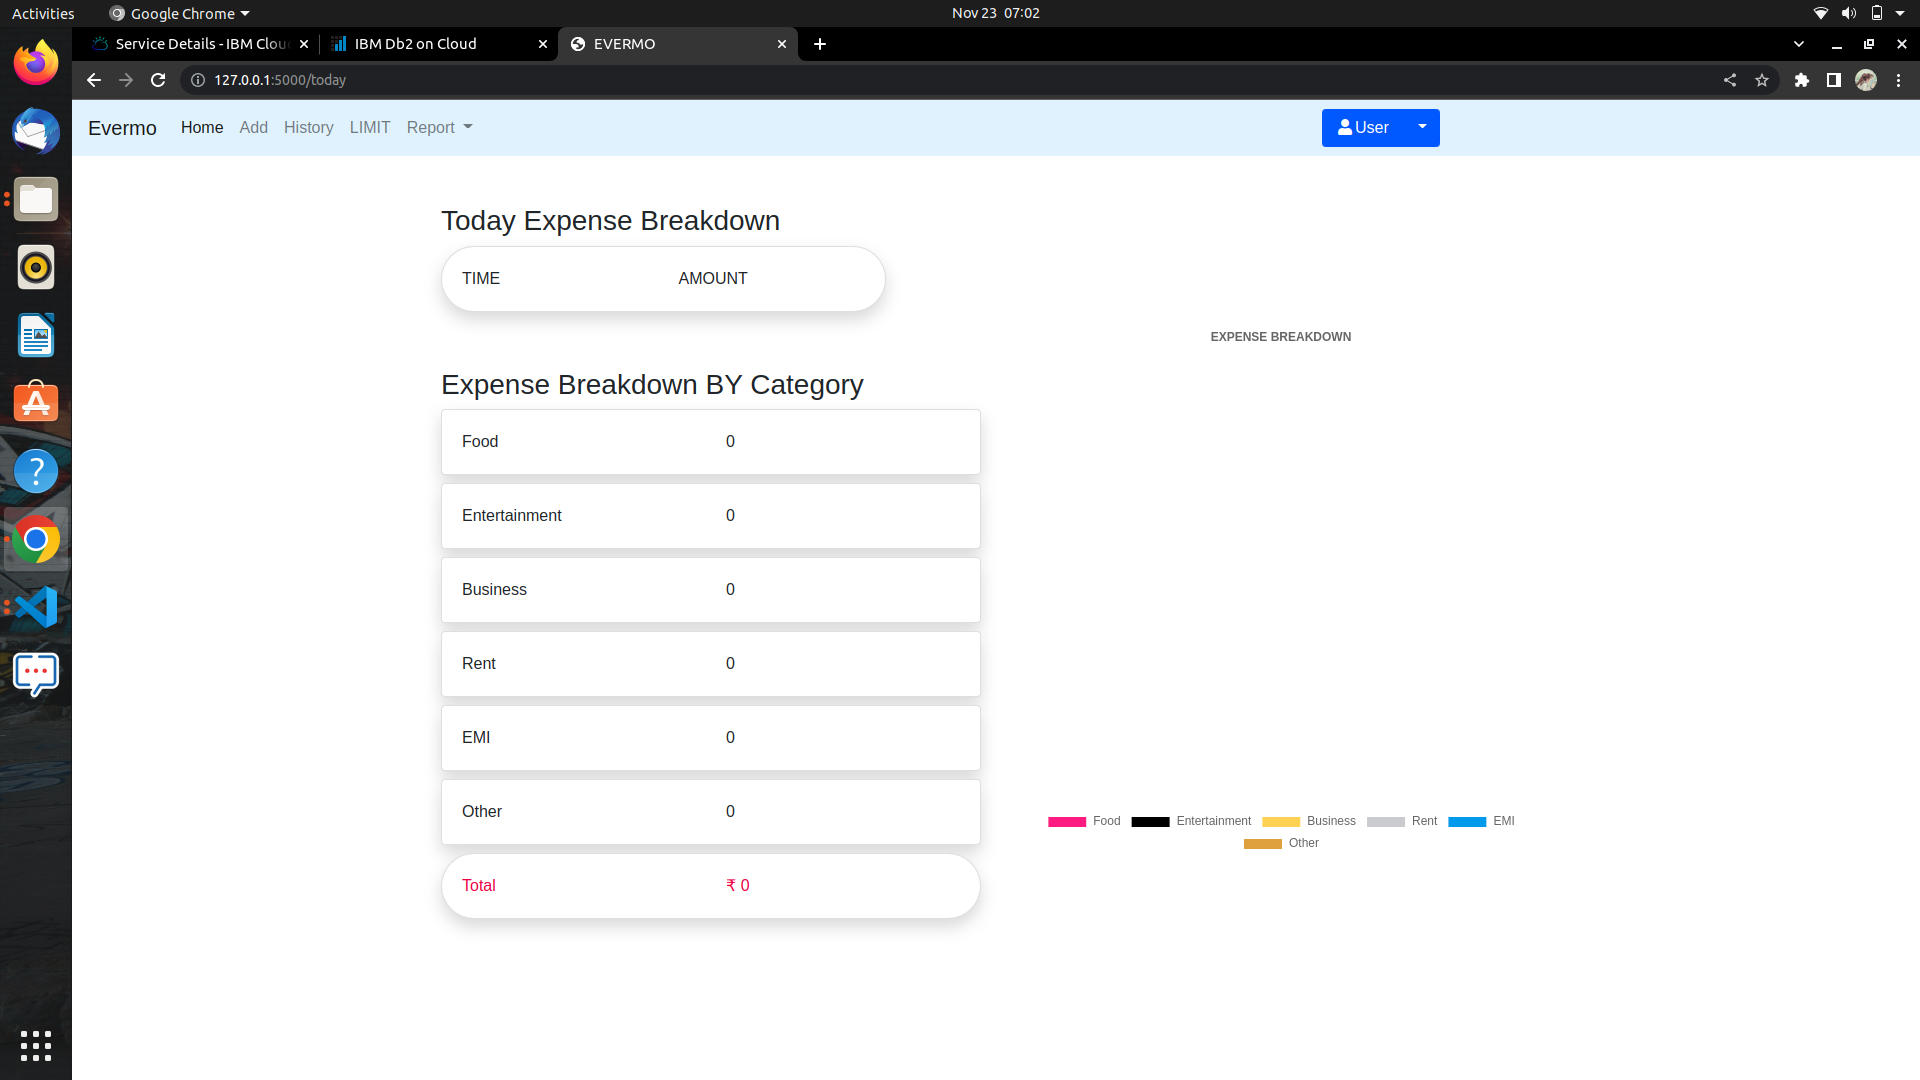 Activities Google Chrome Nov 23 07:02
Service Details - IBM Clou IBM Db2 on Cloud EVERMO
127.0.0.1:5000/today
Evermo Home Add History LIMIT Report User
Today Expense Breakdown
TIME AMOUNT
EXPENSE BREAKDOWN
Expense Breakdown BY Category
Food 0
Entertainment 0
Business 0
Rent 0
EMI 0
Other 0
Total ₹ 0
Food Entertainment Business Rent EMI
Other